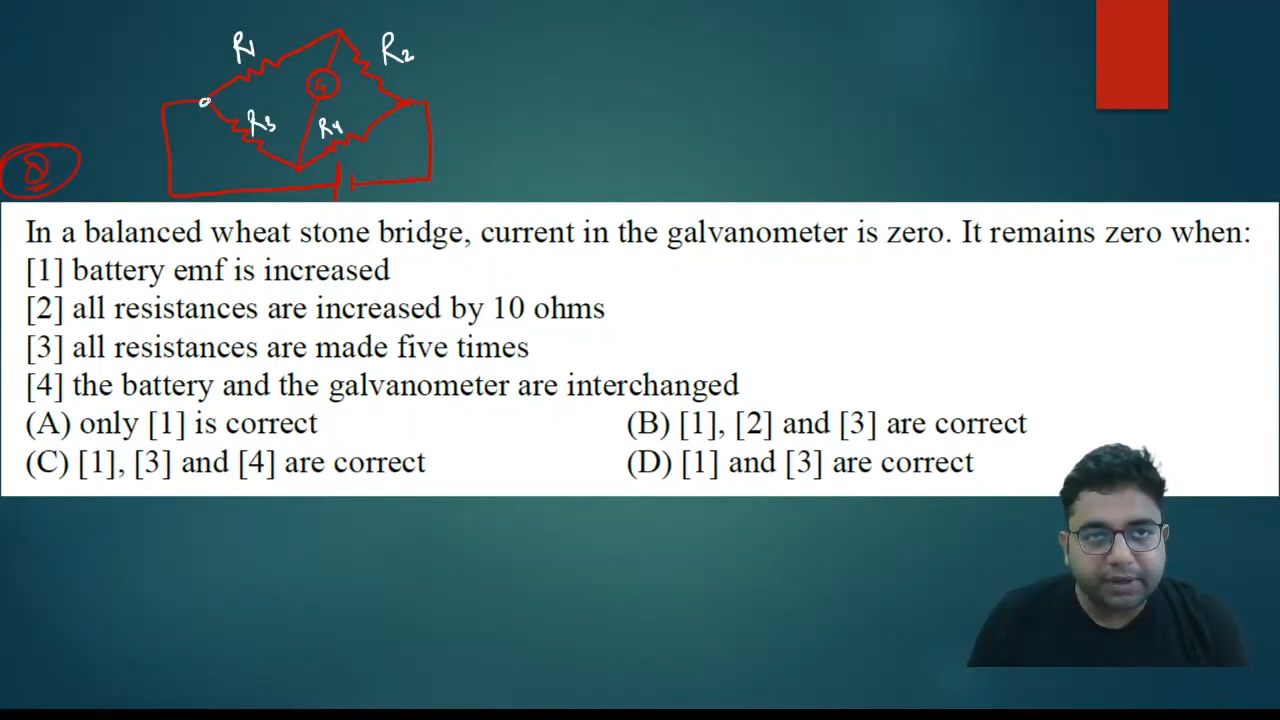 R1
R2
G
R3
R4
8
In a balanced wheat stone bridge, current in the galvanometer is zero. It remains zero when:
[1] battery emf is increased
[2] all resistances are increased by 10 ohms
[3] all resistances are made five times
[4] the battery and the galvanometer are interchanged
(A) only [1] is correct (B) [1], [2] and [3] are correct
(C) [1], [3] and [4] are correct (D) [1] and [3] are correct